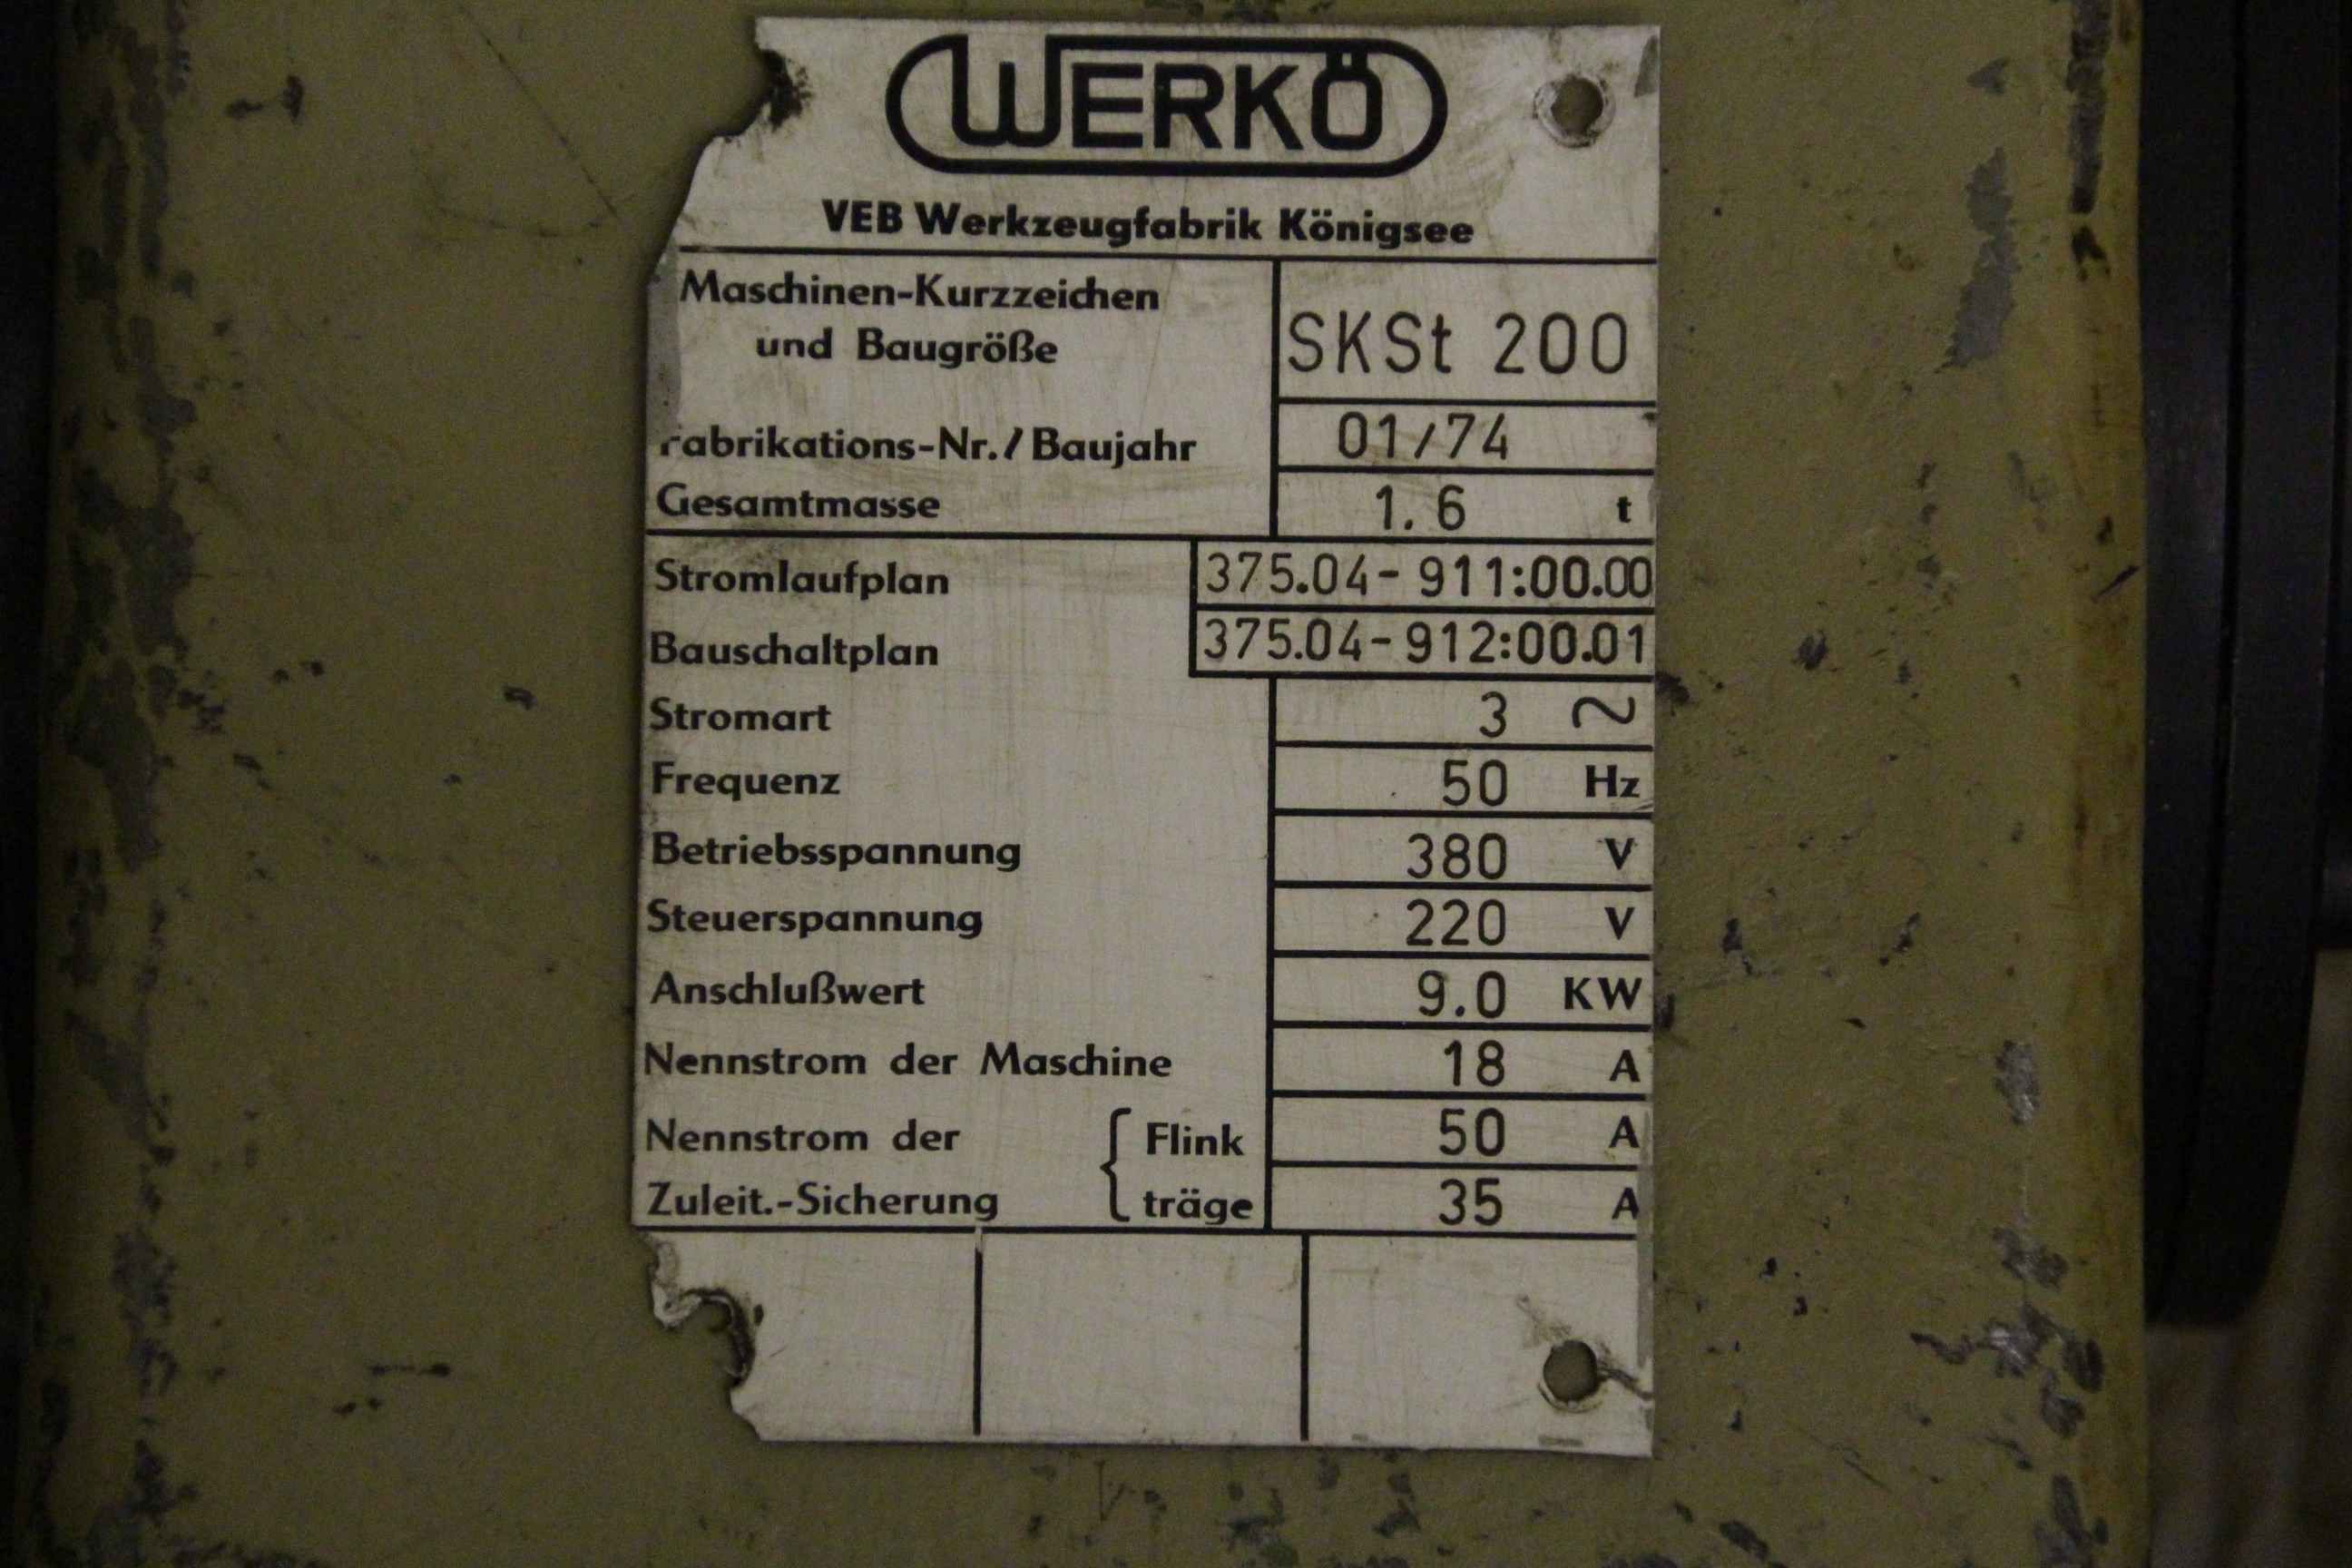 WERKÖ
VEB Werkzeugfabrik Königsee
Maschinen-Kurzzeichen
und Baugröße
SKSt 200
Fabrikations-Nr./Baujahr 01/74
Gesamtmasse 1.6 t
Stromlaufplan 375.04-911:00.00
Bauschaltplan 375.04-912:00.01
Stromart 3 ~
Frequenz 50 Hz
Betriebsspannung 380 V
Steuerspannung 220 V
Anschlußwert 9.0 KW
Nennstrom der Maschine 18 A
Nennstrom der { Flink 50 A
Zuleit.-Sicherung träge 35 A